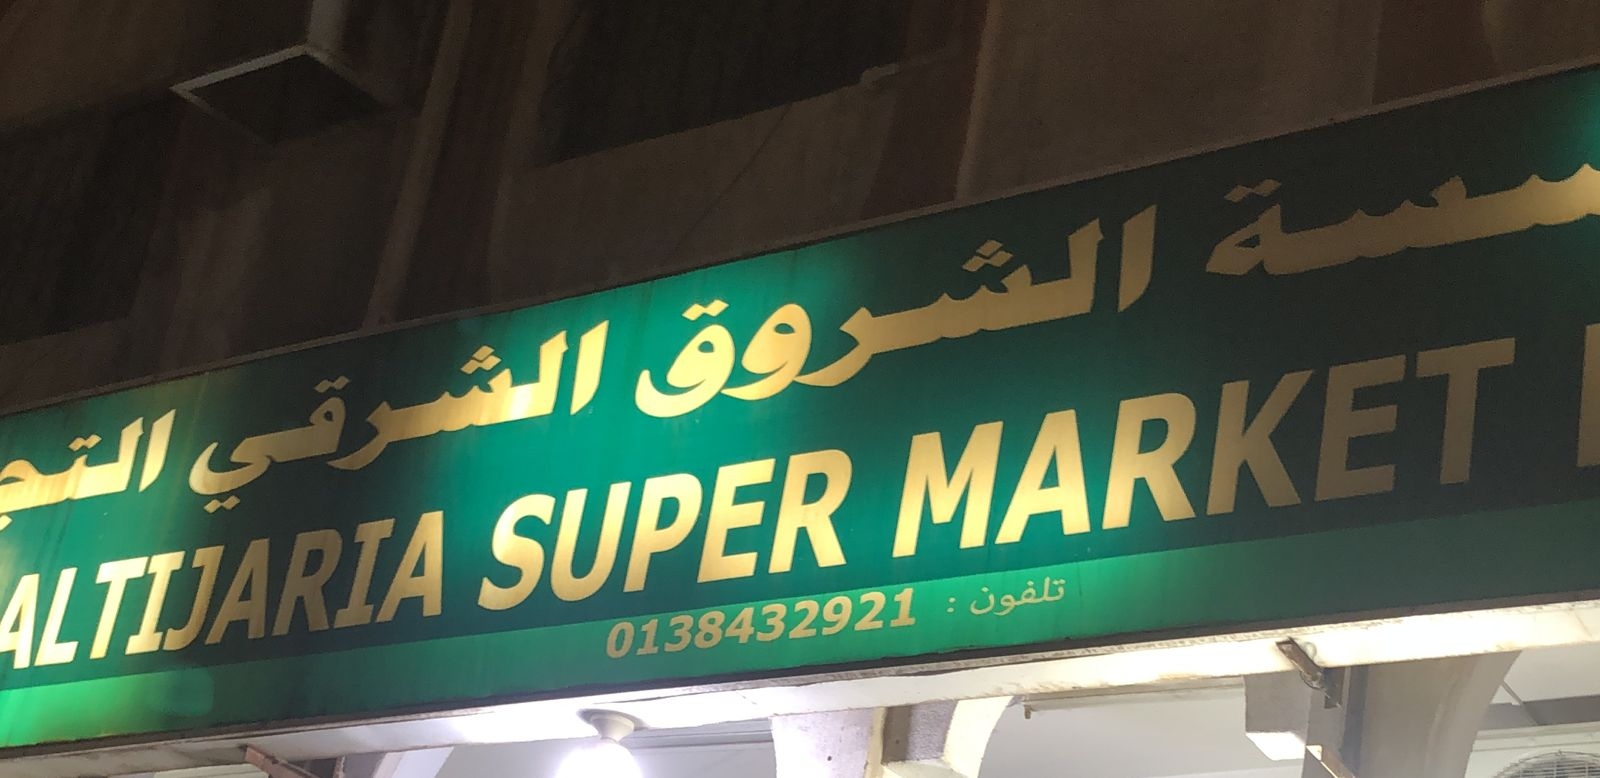 الشروق الشرقي
ALTIJARIA SUPER MARKET
تلفون : 0138432921